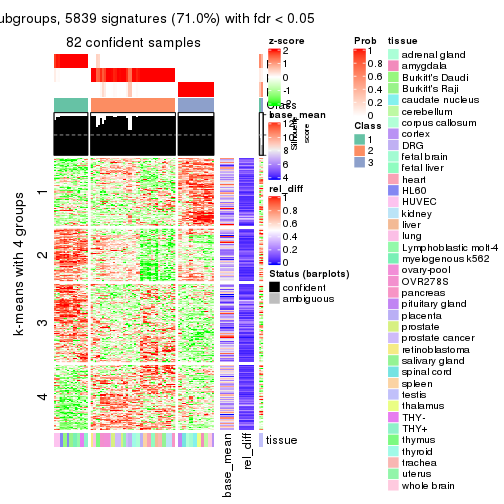 ubgroups, 5839 signatures (71.0%) with fdr < 0.05
82 confident samples
k-means with 4 groups
1
2
3
4
Class
Silhouette score
tissue
base_mean
rel_diff
z-score
2
1
0
-1
-2
base_mean
12
10
8
6
4
rel_diff
1
0.8
0.6
0.4
0.2
0
Status (barplots)
confident
ambiguous
Prob
1
0.8
0.6
0.4
0.2
0
Class
1
2
3
tissue
adrenal gland
amygdala
Burkitt's Daudi
Burkitt's Raji
caudate nucleus
cerebellum
corpus callosum
cortex
DRG
fetal brain
fetal liver
heart
HL60
HUVEC
kidney
liver
lung
Lymphoblastic molt-4
myelogenous k562
ovary-pool
OVR278S
pancreas
pituitary gland
placenta
prostate
prostate cancer
retinoblastoma
salivary gland
spinal cord
spleen
testis
thalamus
THY-
THY+
thymus
thyroid
trachea
uterus
whole brain